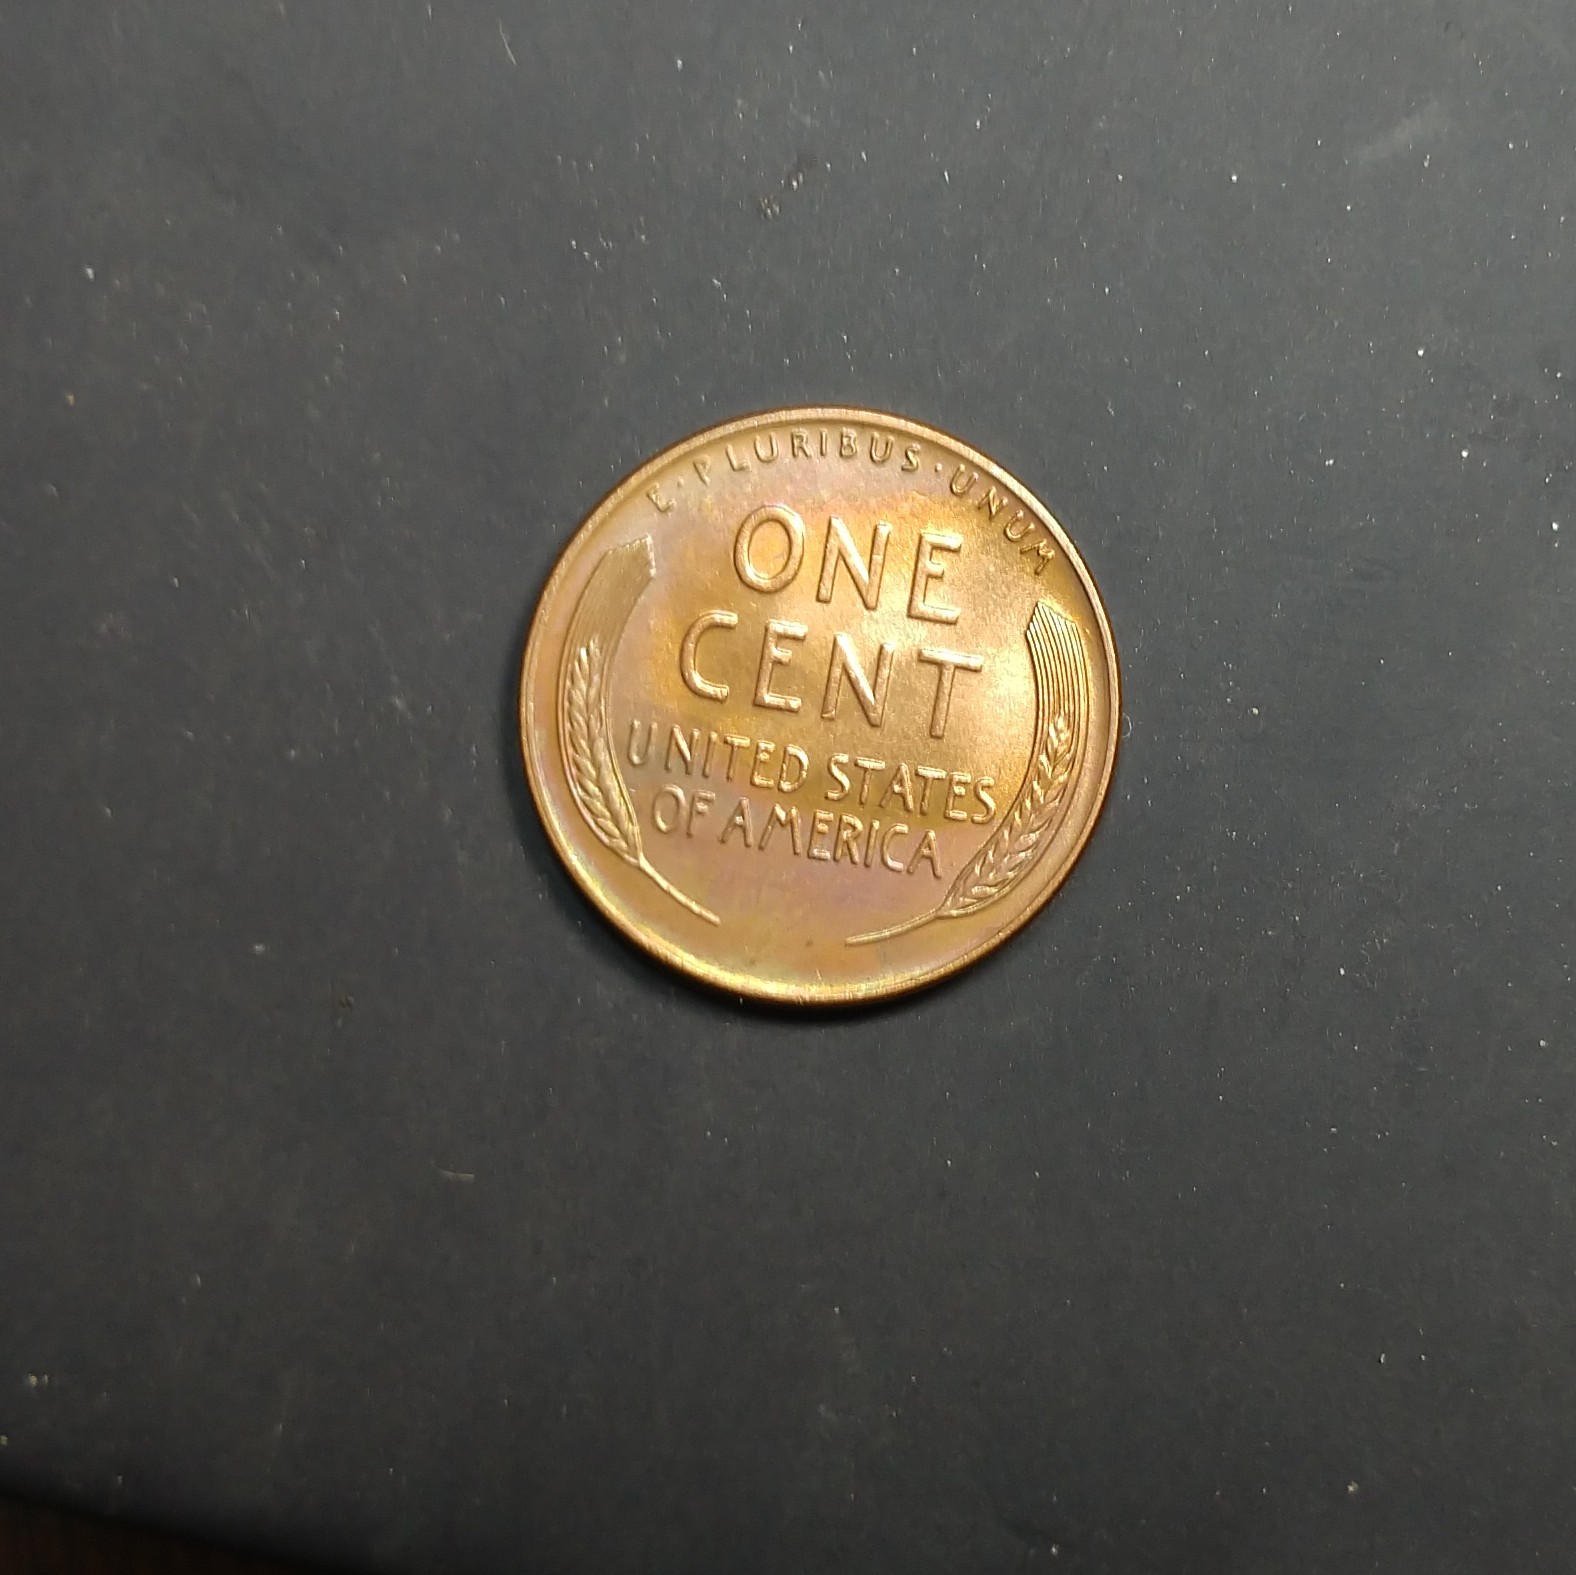 E·PLURIBUS·UNUM
ONE
CENT
UNITED STATES
OF AMERICA